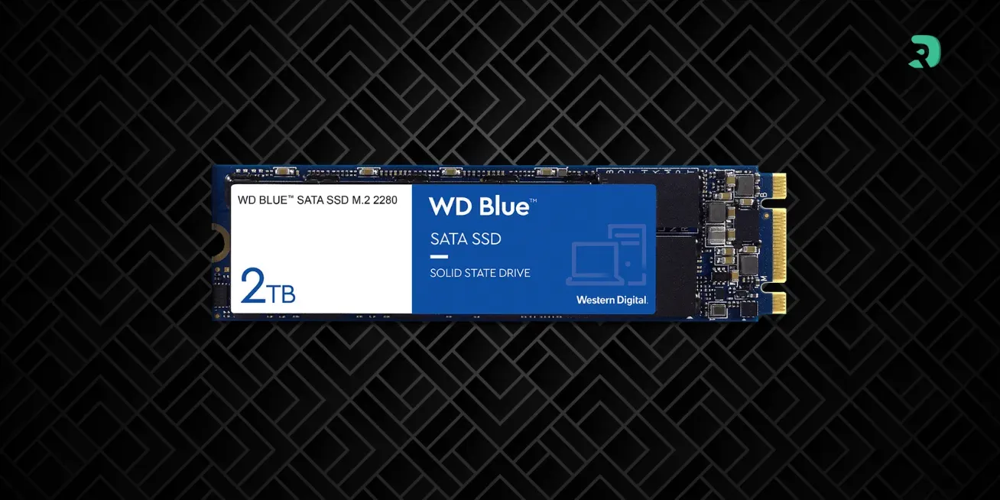 WD BLUE™ SATA SSD M.2 2280
2TB
WD Blue™
SATA SSD
SOLID STATE DRIVE
Western Digital.
B
M